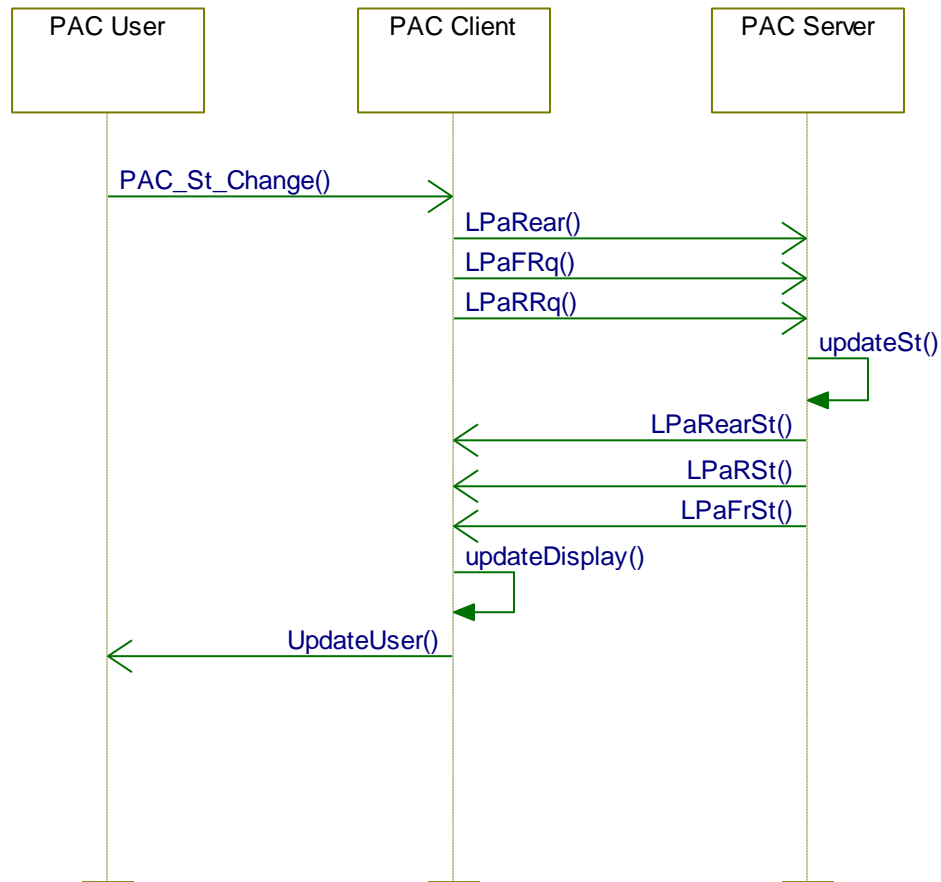 PAC User
PAC Client
PAC Server
PAC_St_Change()
LPaRear()
LPaFRq()
LPaRRq()
updateSt()
LPaRearSt()
LPaRSt()
LPaFrSt()
updateDisplay()
UpdateUser()